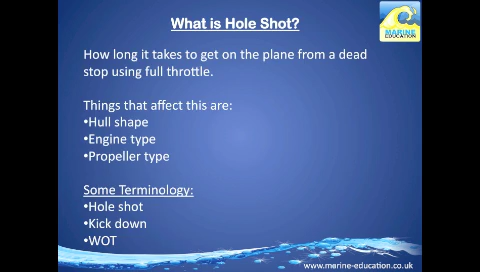 What is Hole Shot?
MARINE
EDUCATION
How long it takes to get on the plane from a dead
stop using full throttle.
Things that affect this are:
•Hull shape
•Engine type
•Propeller type
Some Terminology:
•Hole shot
•Kick down
•WOT
www.marine-education.co.uk